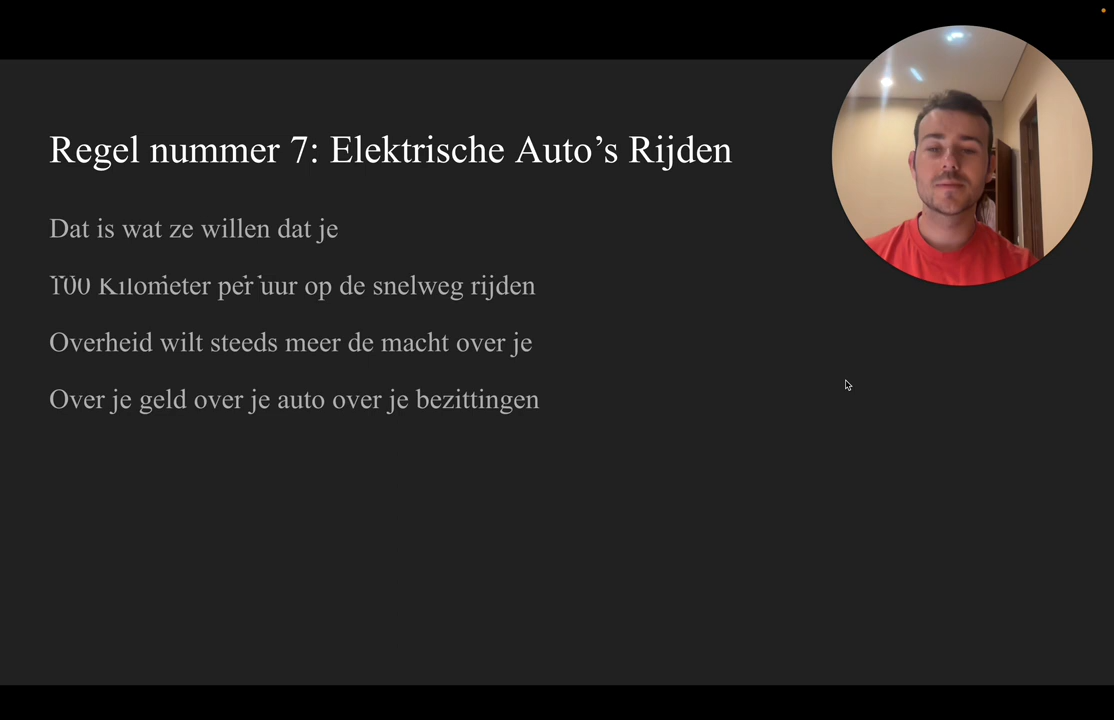 Regel nummer 7: Elektrische Auto’s Rijden
Dat is wat ze willen dat je
100 Kilometer per uur op de snelweg rijden
Overheid wilt steeds meer de macht over je
Over je geld over je auto over je bezittingen